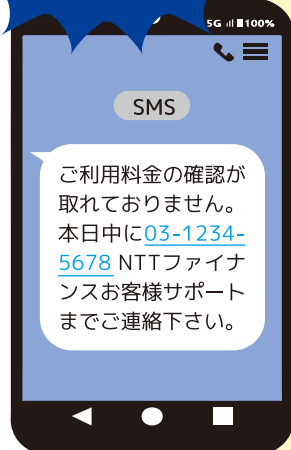 5G 100%
SMS
ご利用料金の確認が
取れておりません。
本日中に03-1234-
5678 NTTファイナ
ンスお客様サポート
までご連絡下さい。